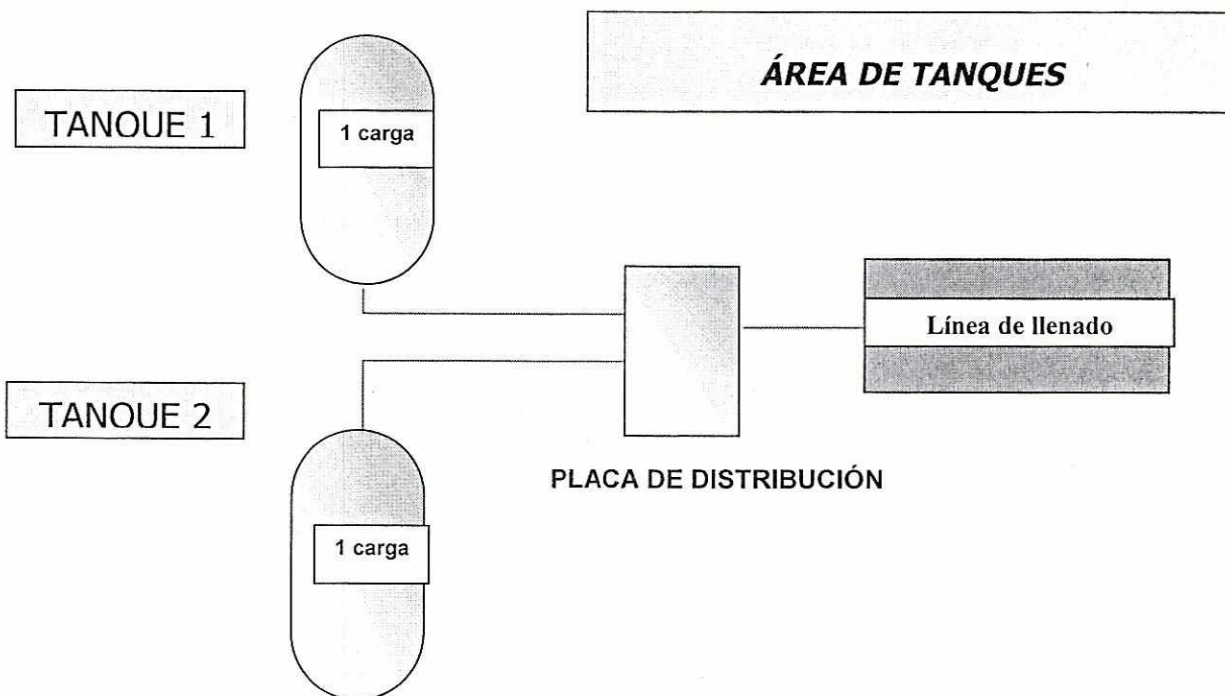 ÁREA DE TANQUES
TANOUE 1
1 carga
Línea de llenado
TANOUE 2
PLACA DE DISTRIBUCIÓN
1 carga